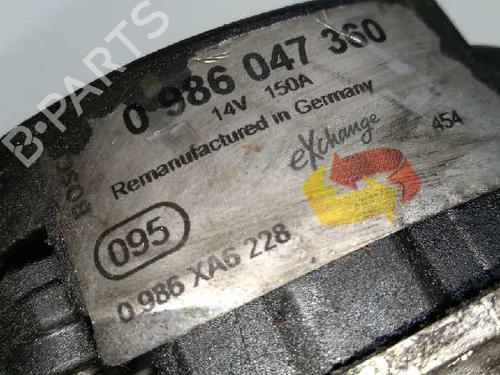 0 986 047 360
14V 150A
Remanufactured in Germany
eXchange
454
BOSCH
095
0.986 XA6 228
B-PARTS